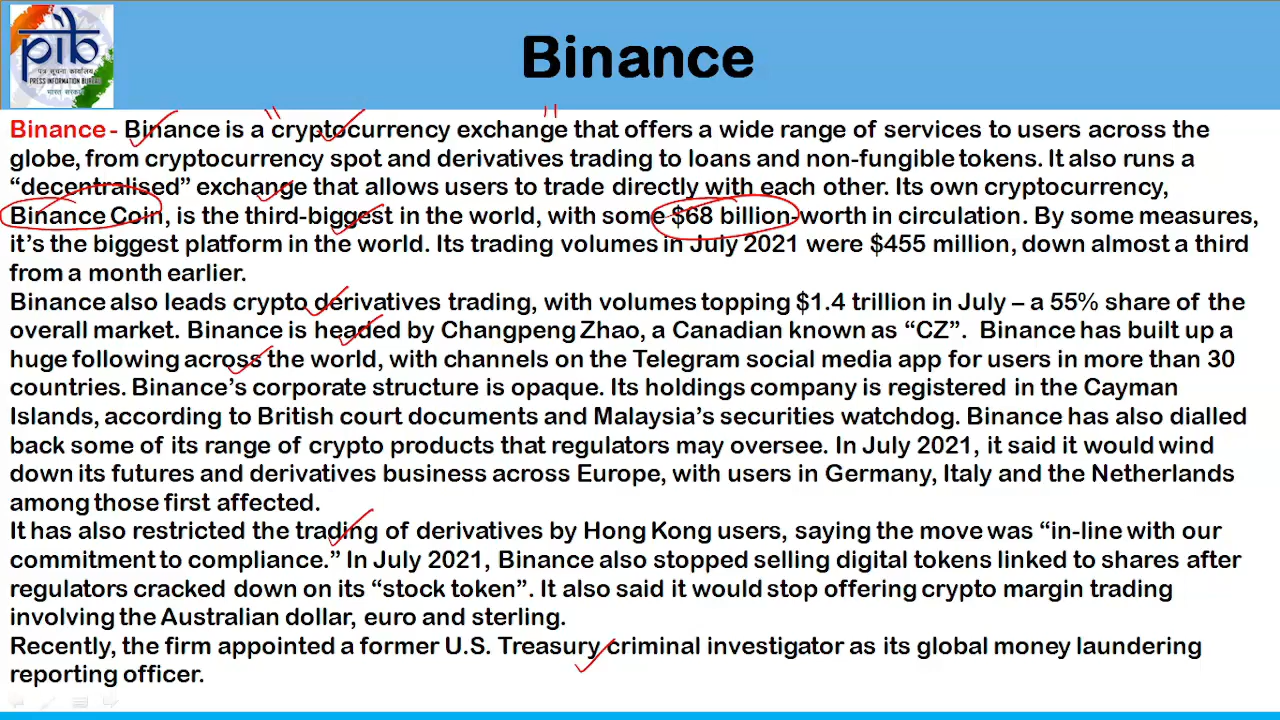 Binance
pib
पत्र सूचना कार्यालय
PRESS INFORMATION BUREAU
भारत सरकार
Binance - Binance is a cryptocurrency exchange that offers a wide range of services to users across the
globe, from cryptocurrency spot and derivatives trading to loans and non-fungible tokens. It also runs a
“decentralised” exchange that allows users to trade directly with each other. Its own cryptocurrency,
Binance Coin, is the third-biggest in the world, with some $68 billion-worth in circulation. By some measures,
it’s the biggest platform in the world. Its trading volumes in July 2021 were $455 million, down almost a third
from a month earlier.
Binance also leads crypto derivatives trading, with volumes topping $1.4 trillion in July – a 55% share of the
overall market. Binance is headed by Changpeng Zhao, a Canadian known as “CZ”. Binance has built up a
huge following across the world, with channels on the Telegram social media app for users in more than 30
countries. Binance’s corporate structure is opaque. Its holdings company is registered in the Cayman
Islands, according to British court documents and Malaysia’s securities watchdog. Binance has also dialled
back some of its range of crypto products that regulators may oversee. In July 2021, it said it would wind
down its futures and derivatives business across Europe, with users in Germany, Italy and the Netherlands
among those first affected.
It has also restricted the trading of derivatives by Hong Kong users, saying the move was “in-line with our
commitment to compliance.” In July 2021, Binance also stopped selling digital tokens linked to shares after
regulators cracked down on its “stock token”. It also said it would stop offering crypto margin trading
involving the Australian dollar, euro and sterling.
Recently, the firm appointed a former U.S. Treasury criminal investigator as its global money laundering
reporting officer.